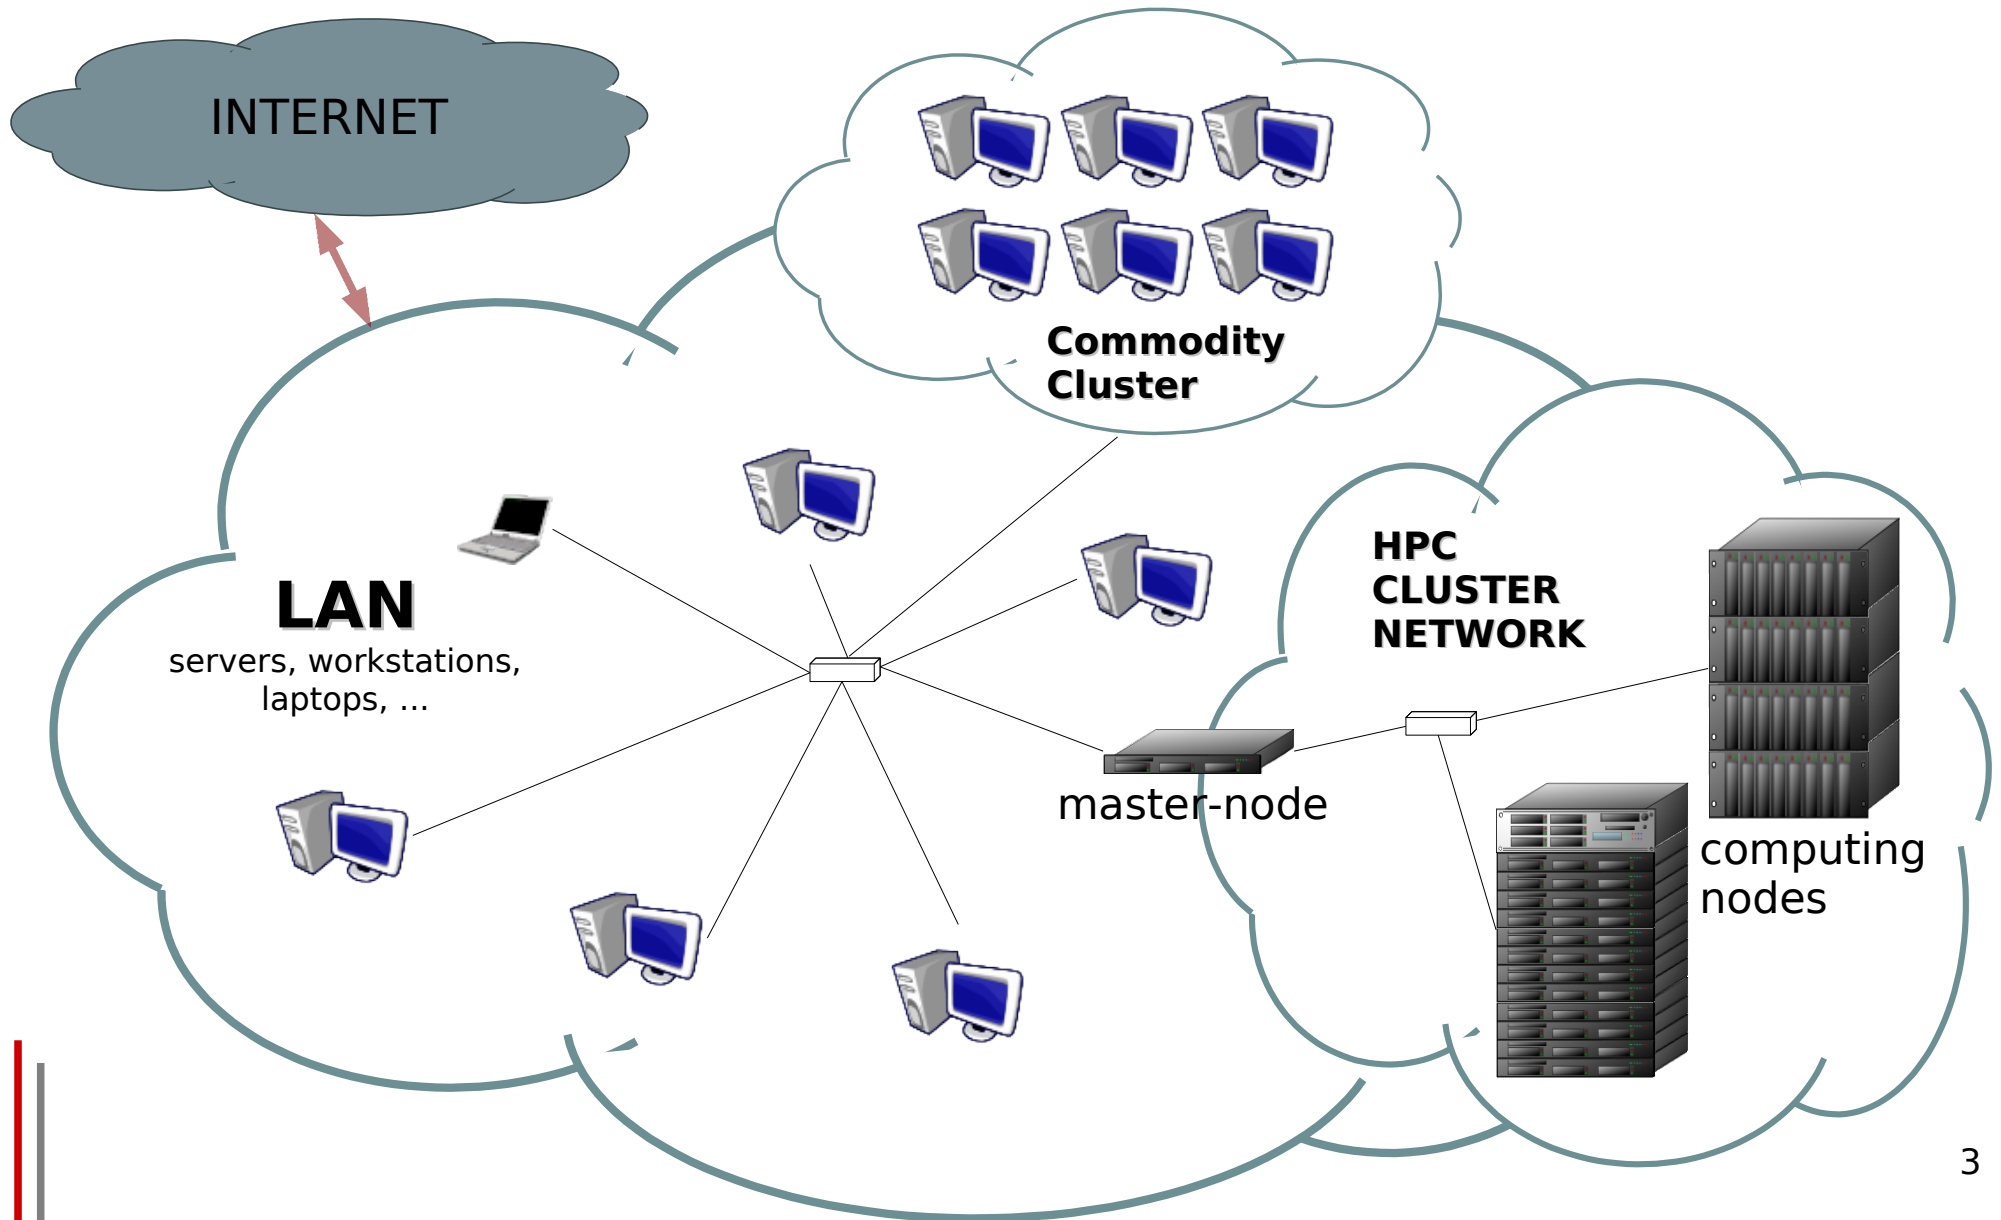 INTERNET
Commodity
Cluster
HPC
CLUSTER
NETWORK
LAN
servers, workstations,
laptops, ...
master-node
computing
nodes
3